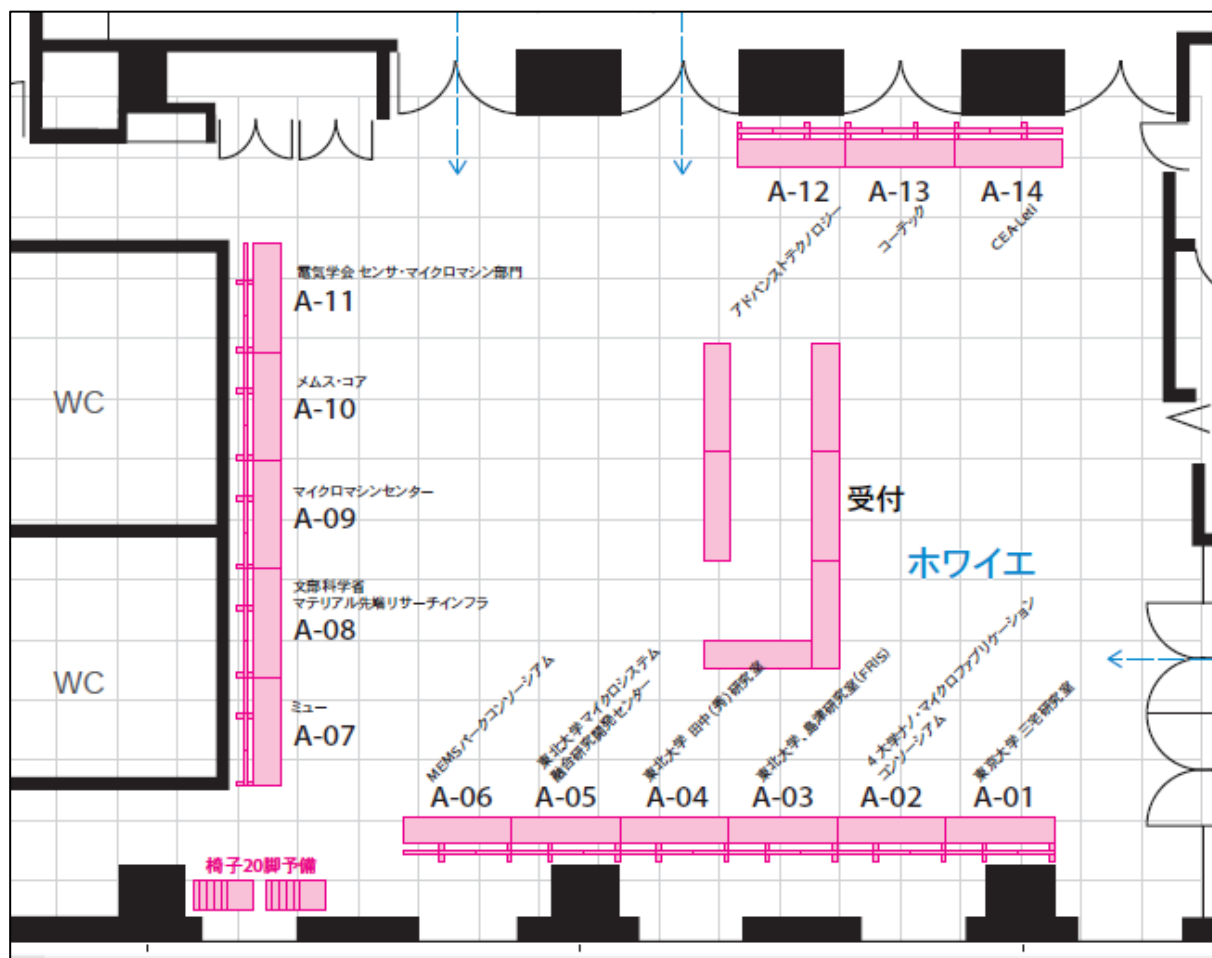 A-12
A-13
A-14
アドバンストテクノロジー
コーテック
CEA-Leti
電気学会 センサ・マイクロマシン部門
A-11
WC
メムス・コア
A-10
マイクロマシンセンター
A-09
受付
ホワイエ
文部科学省
マテリアル先端リサーチインフラ
A-08
WC
ミュー
A-07
MEMSパークコンソーシアム
A-06
東北大学 マイクロシステム
融合研究開発センター
A-05
東北大学 田中(秀)研究室
A-04
東北大学、島津研究室(FRIS)
A-03
4大学ナノ・マイクロファブリケーション
コンソーシアム
A-02
東京大学 三宅研究室
A-01
椅子20脚予備